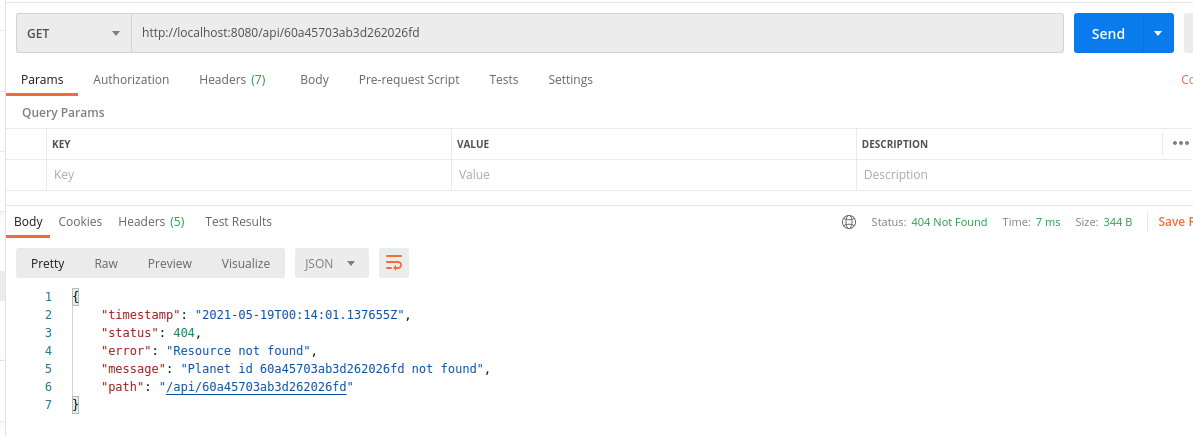 GET http://localhost:8080/api/60a45703ab3d262026fd Send
Params Authorization Headers (7) Body Pre-request Script Tests Settings
Query Params
KEY VALUE DESCRIPTION
Key Value Description
Body Cookies Headers (5) Test Results Status: 404 Not Found Time: 7 ms Size: 344 B Save
Pretty Raw Preview Visualize JSON
1 {
2 "timestamp": "2021-05-19T00:14:01.137655Z",
3 "status": 404,
4 "error": "Resource not found",
5 "message": "Planet id 60a45703ab3d262026fd not found",
6 "path": "/api/60a45703ab3d262026fd"
7 }